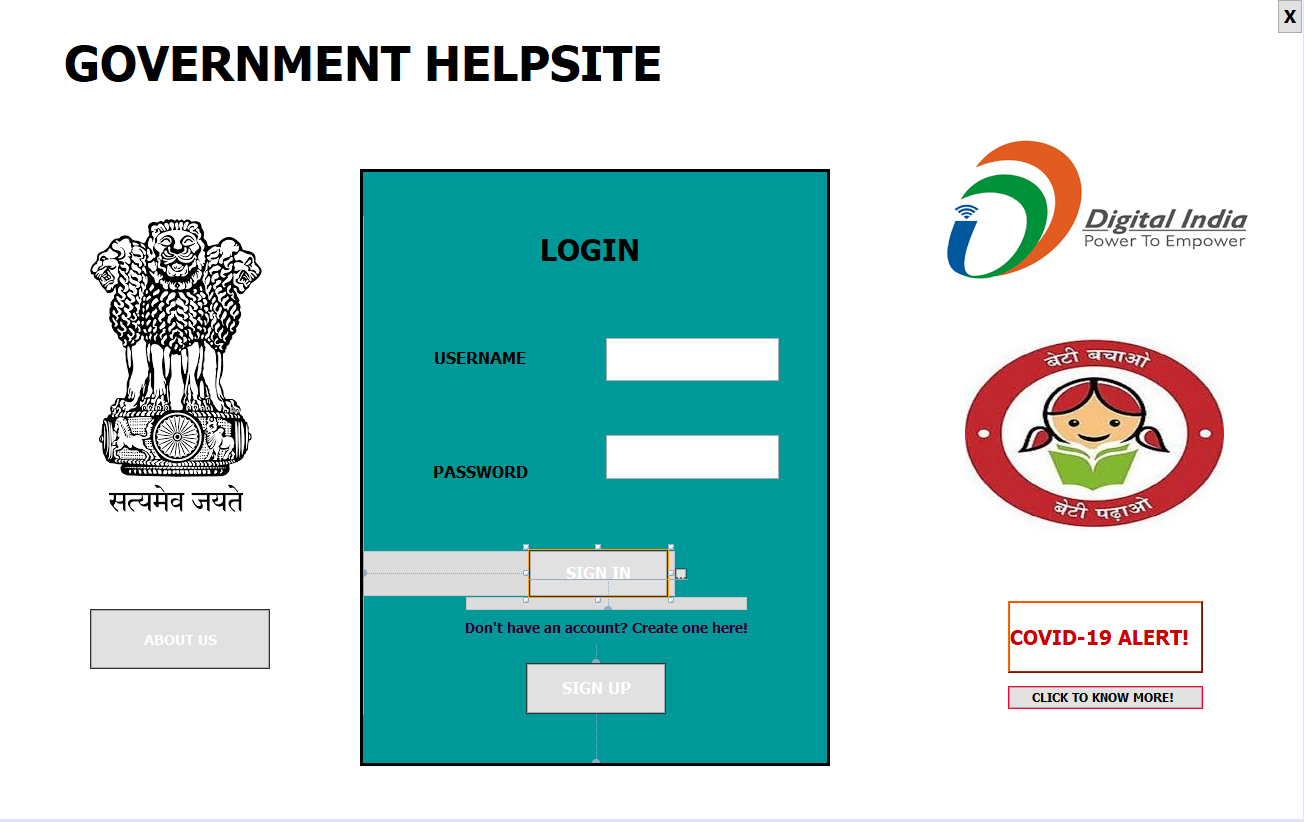 X
GOVERNMENT HELPSITE
Digital India
Power To Empower
LOGIN
USERNAME
PASSWORD
सत्यमेव जयते
बेटी बचाओ
बेटी पढ़ाओ
SIGN IN
Don't have an account? Create one here!
SIGN UP
ABOUT US
COVID-19 ALERT!
CLICK TO KNOW MORE!